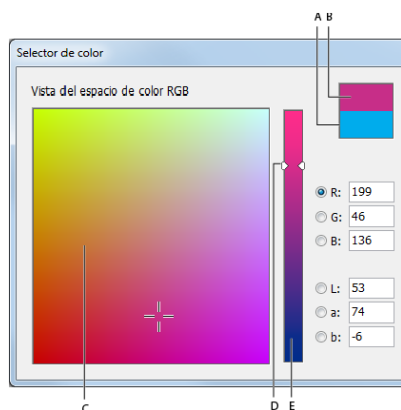 A B
Selector de color
Vista del espacio de color RGB
R: 199
G: 46
B: 136
L: 53
a: 74
b: -6
C
D E